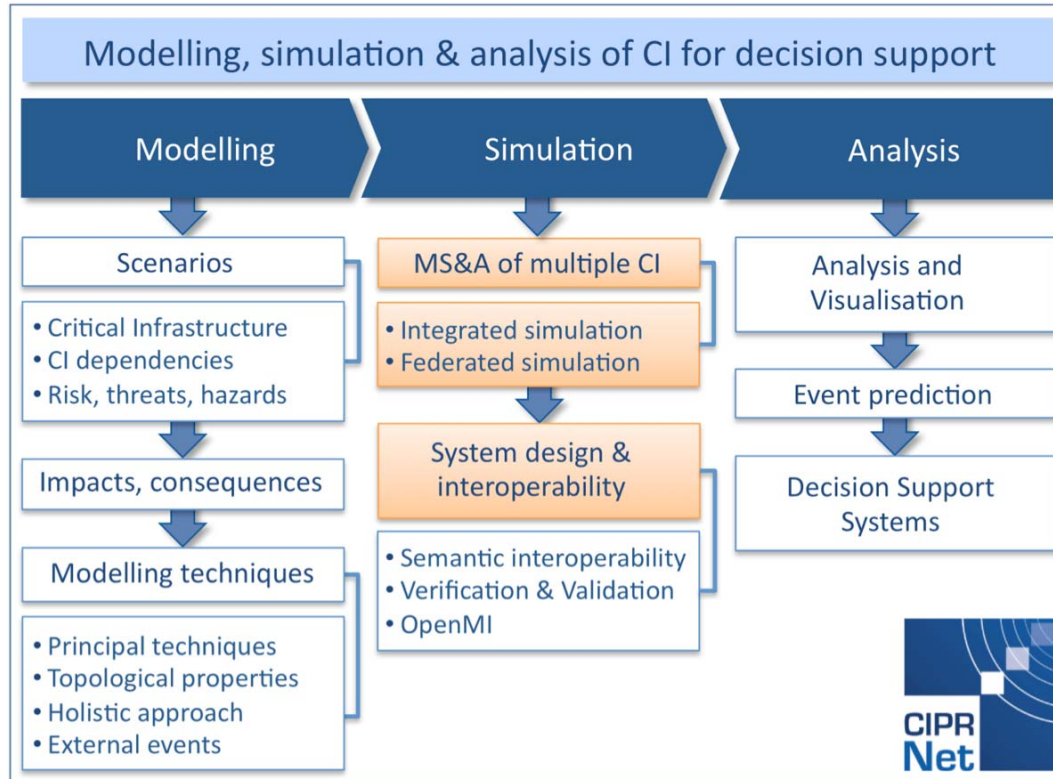 Modelling, simulation & analysis of CI for decision support
Modelling
Simulation
Analysis
Scenarios
• Critical Infrastructure
• CI dependencies
• Risk, threats, hazards
Impacts, consequences
Modelling techniques
• Principal techniques
• Topological properties
• Holistic approach
• External events
MS&A of multiple CI
• Integrated simulation
• Federated simulation
System design &
interoperability
• Semantic interoperability
• Verification & Validation
• OpenMI
Analysis and
Visualisation
Event prediction
Decision Support
Systems
CIPR
Net